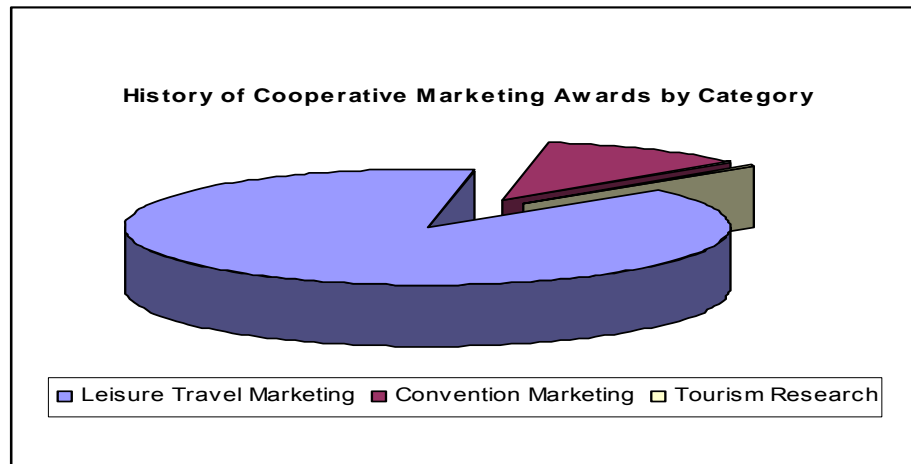 History of Cooperative Marketing Awards by Category
Leisure Travel Marketing Convention Marketing Tourism Research